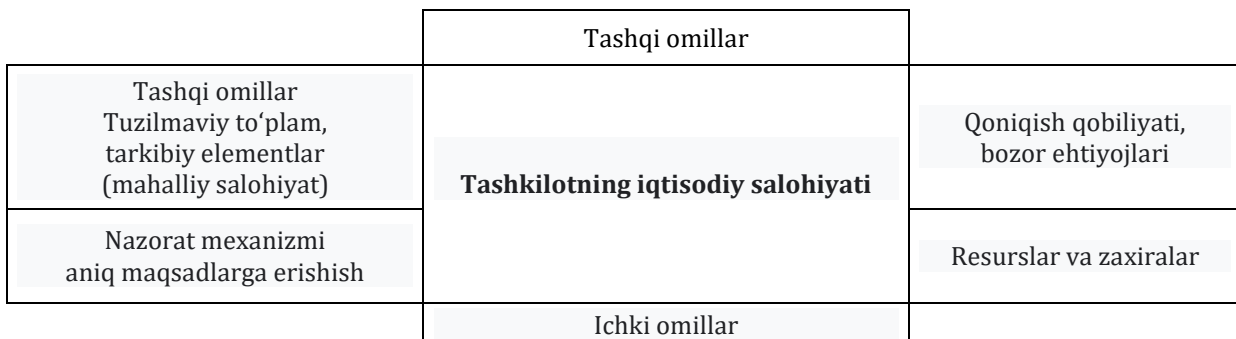 Tashqi omillar
Tashqi omillar
Tuzilmaviy to‘plam,
tarkibiy elementlar
(mahalliy salohiyat)
Tashkilotning iqtisodiy salohiyati
Qoniqish qobiliyati,
bozor ehtiyojlari
Nazorat mexanizmi
aniq maqsadlarga erishish
Resurslar va zaxiralar
Ichki omillar